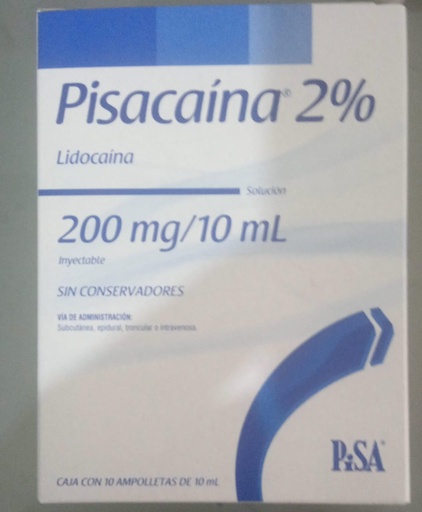 Pisacaína® 2%
Lidocaína
Solución
200 mg/10 mL
Inyectable
SIN CONSERVADORES
VÍA DE ADMINISTRACIÓN:
Subcutánea, epidural, troncular o intravenosa.
PiSA
CAJA CON 10 AMPOLLETAS DE 10 mL